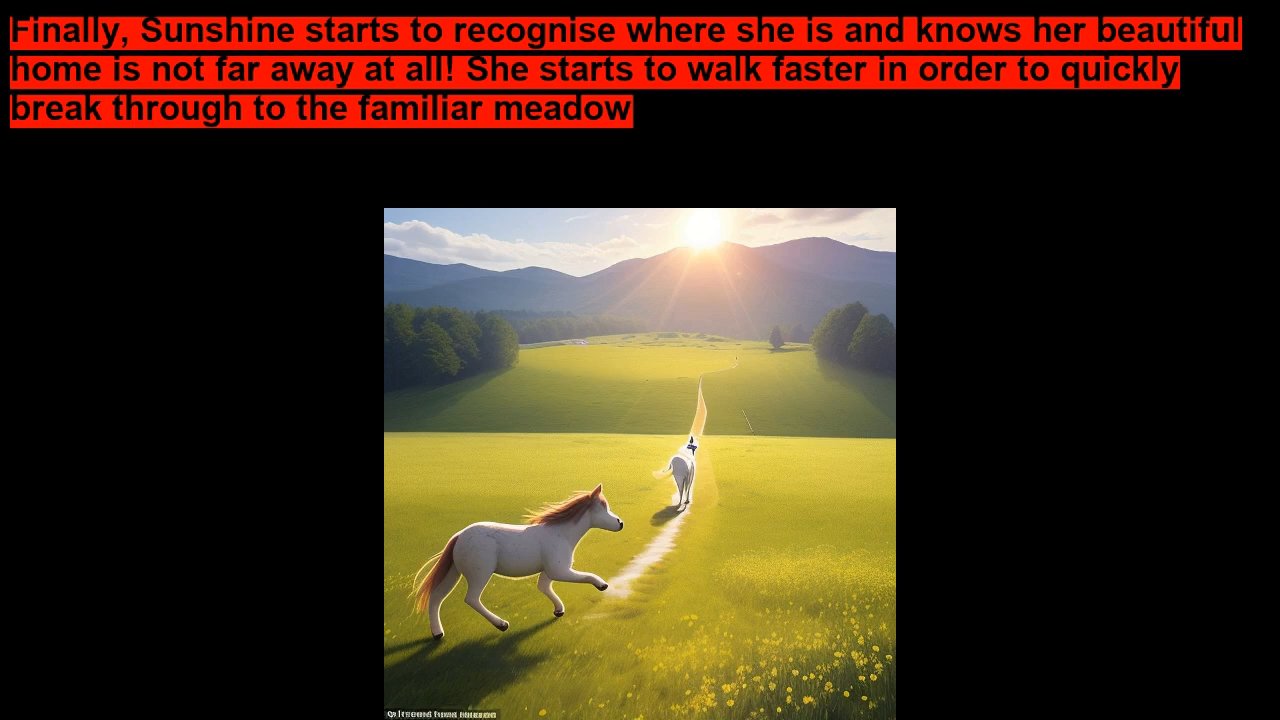 Finally, Sunshine starts to recognise where she is and knows her beautiful
home is not far away at all! She starts to walk faster in order to quickly
break through to the familiar meadow